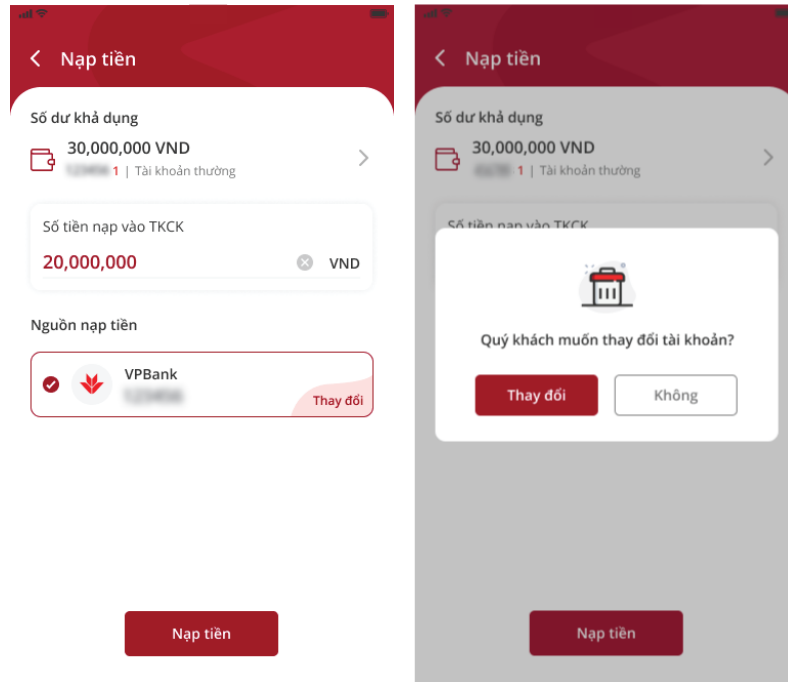 Nạp tiền
Số dư khả dụng
30,000,000 VND
1 | Tài khoản thường
Số tiền nạp vào TKCK
20,000,000
VND
Nguồn nạp tiền
VPBank
Thay đổi
Nạp tiền
Nạp tiền
Số dư khả dụng
30,000,000 VND
1 | Tài khoản thường
Số tiền nạp vào TKCK
Quý khách muốn thay đổi tài khoản?
Thay đổi
Không
Nạp tiền